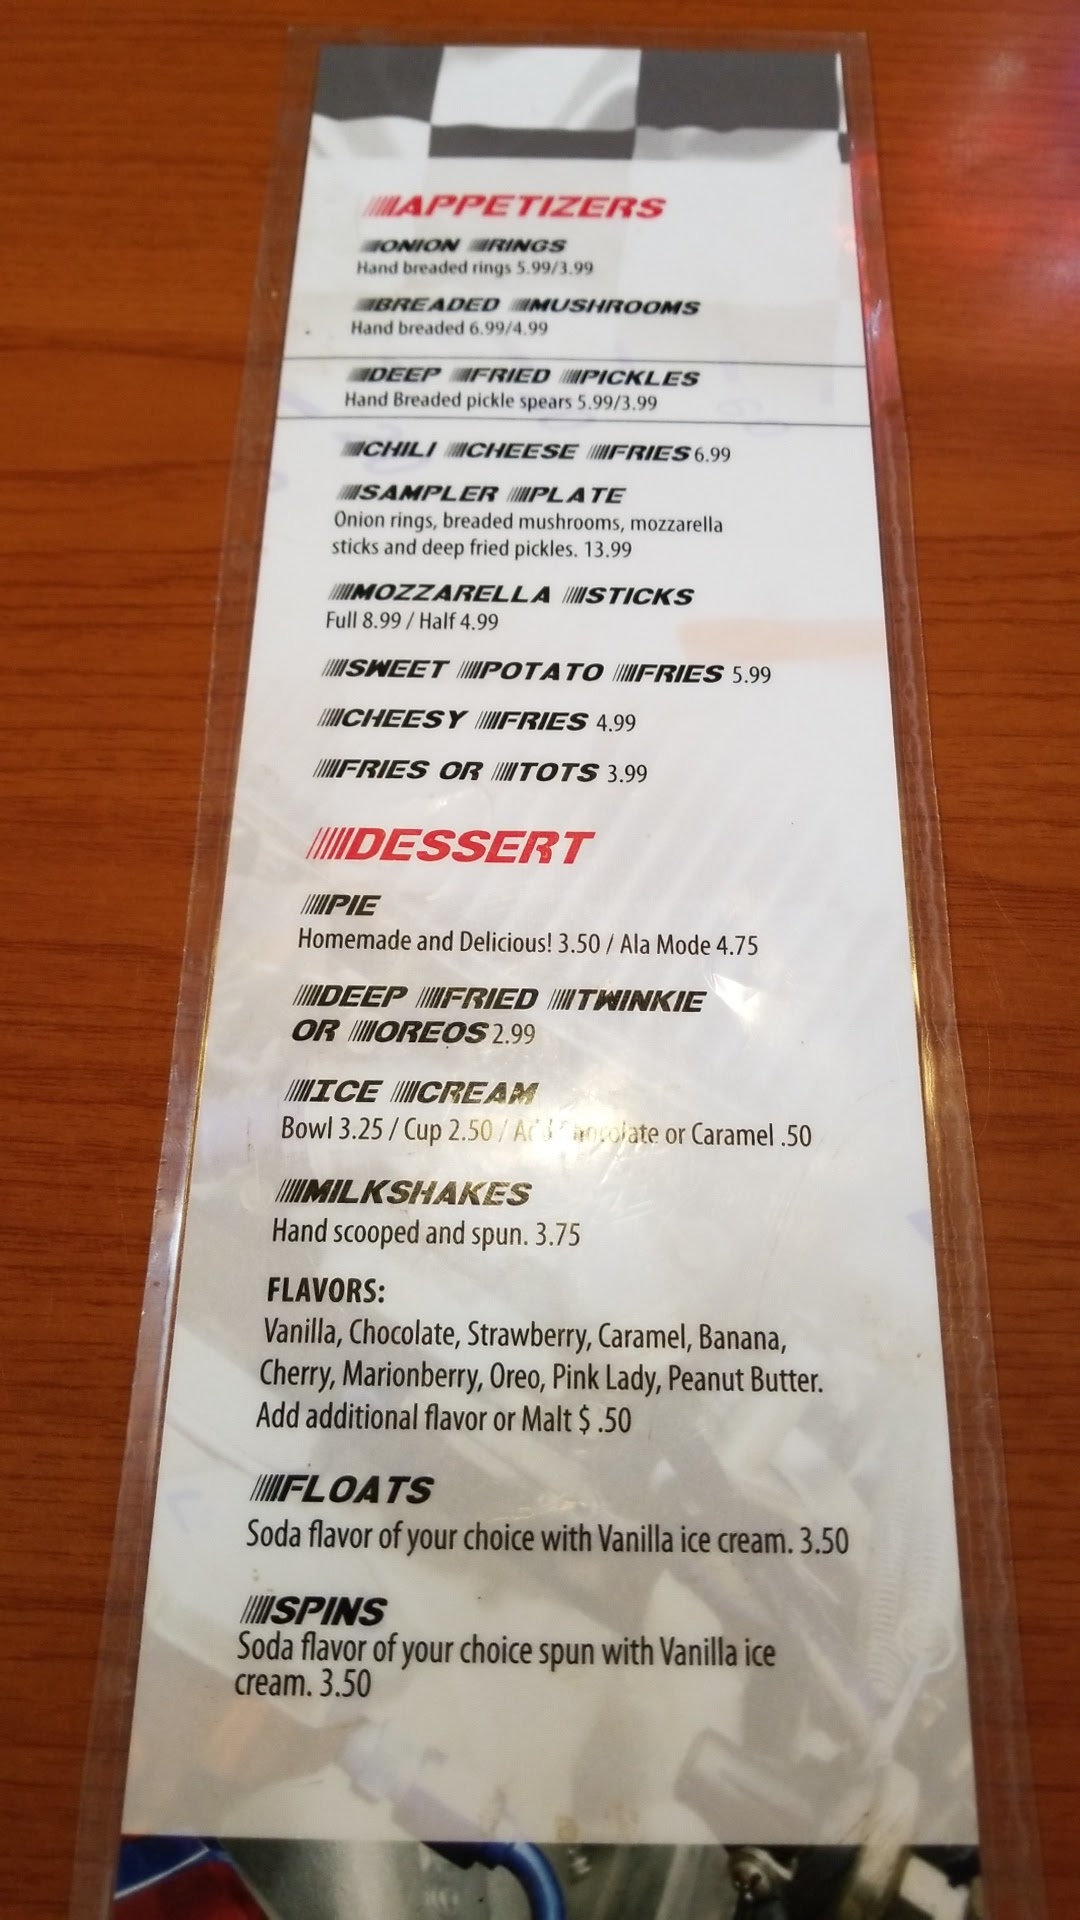 APPETIZERS
ONION RINGS
Hand breaded rings 5.99/3.99
BREADED MUSHROOMS
Hand breaded 6.99/4.99
DEEP FRIED PICKLES
Hand Breaded pickle spears 5.99/3.99
CHILI CHEESE FRIES 6.99
SAMPLER PLATE
Onion rings, breaded mushrooms, mozzarella
sticks and deep fried pickles. 13.99
MOZZARELLA STICKS
Full 8.99 / Half 4.99
SWEET POTATO FRIES 5.99
CHEESY FRIES 4.99
FRIES OR TOTS 3.99
DESSERT
PIE
Homemade and Delicious! 3.50 / Ala Mode 4.75
DEEP FRIED TWINKIE
OR OREOS 2.99
ICE CREAM
Bowl 3.25 / Cup 2.50 / Add Chocolate or Caramel .50
MILKSHAKES
Hand scooped and spun. 3.75
FLAVORS:
Vanilla, Chocolate, Strawberry, Caramel, Banana,
Cherry, Marionberry, Oreo, Pink Lady, Peanut Butter.
Add additional flavor or Malt $ .50
FLOATS
Soda flavor of your choice with Vanilla ice cream. 3.50
SPINS
Soda flavor of your choice spun with Vanilla ice
cream. 3.50